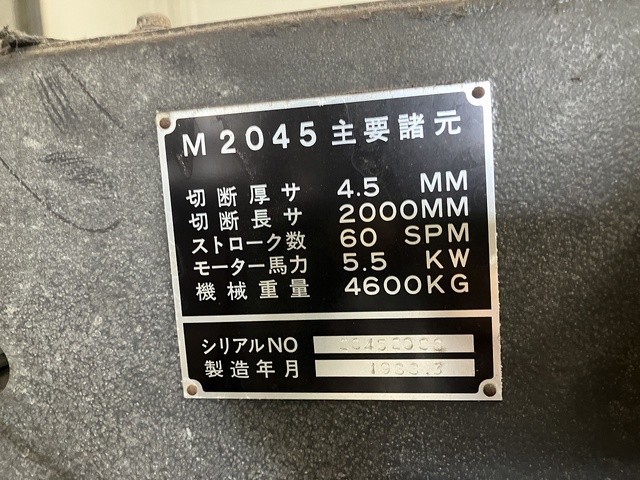 M2045 主要諸元
切断厚サ 4.5 MM
切断長サ 2000MM
ストローク数 60 SPM
モーター馬力 5.5 KW
機械重量 4600KG
シリアルNO
製造年月